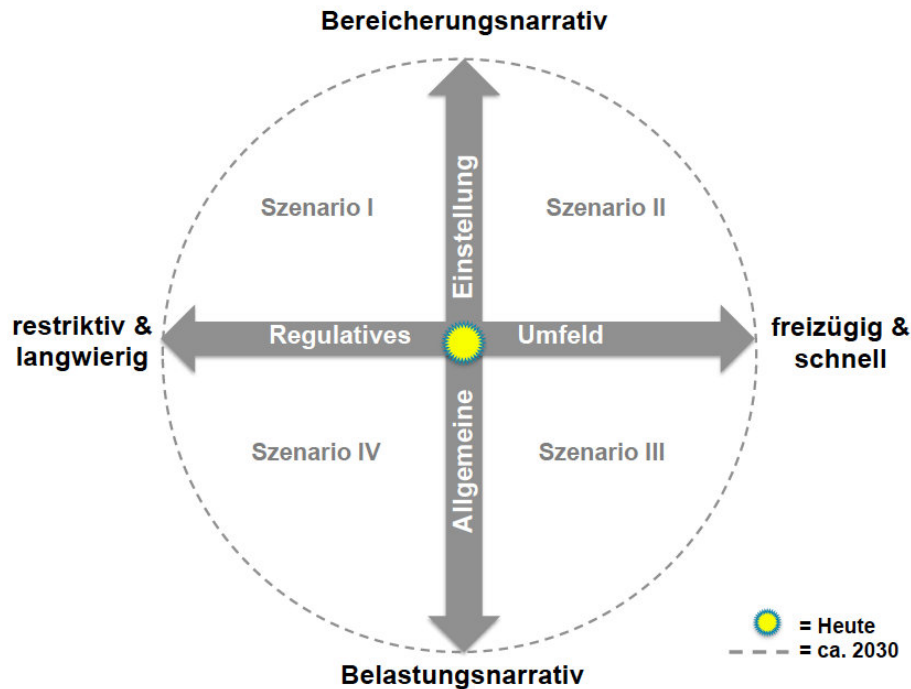 Bereicherungsnarrativ
Einstellung
Szenario I
Szenario II
restriktiv &
langwierig
Regulatives
Umfeld
freizügig &
schnell
Allgemeine
Szenario IV
Szenario III
= Heute
= ca. 2030
Belastungsnarrativ